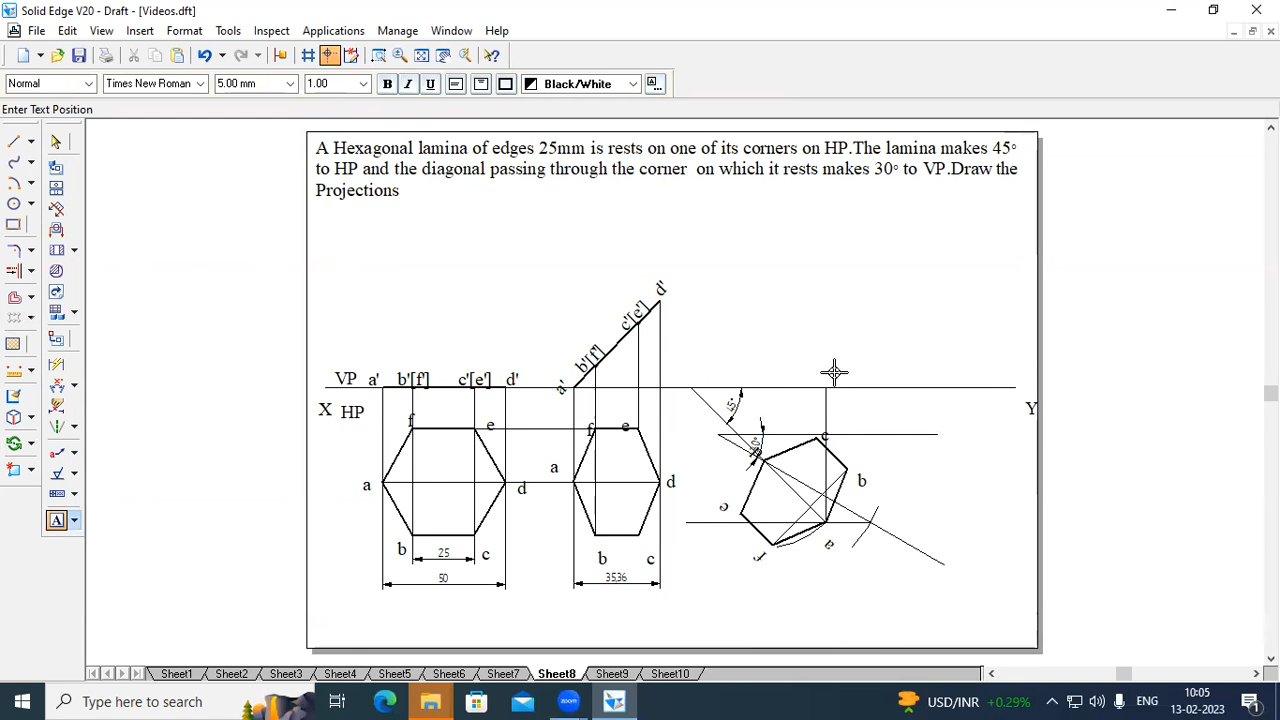 Solid Edge V20 - Draft - [Videos.dft]
File Edit View Insert Format Tools Inspect Applications Manage Window Help
Normal Times New Roman 5.00 mm 1.00 B I U Black/White
Enter Text Position
A Hexagonal lamina of edges 25mm is rests on one of its corners on HP.The lamina makes 45°
to HP and the diagonal passing through the corner on which it rests makes 30° to VP.Draw the
Projections
d'
c'[e']
b'[f']
VP a' b'[f'] c'[e'] d' a'
X HP Y
45°
f e f e c
a a d d b
e
b c b c f a
25
50 35,36
Sheet1 Sheet2 Sheet3 Sheet4 Sheet5 Sheet6 Sheet7 Sheet8 Sheet9 Sheet10
Type here to search USD/INR +0.29% ENG 10:05
13-02-2023